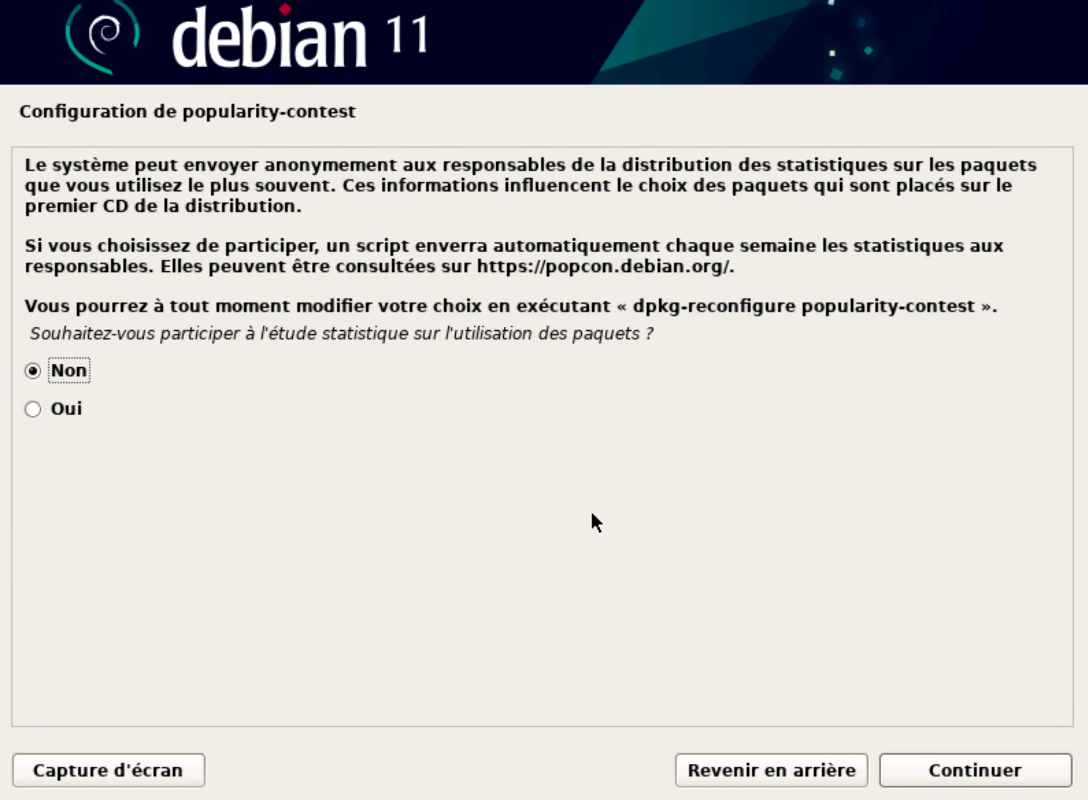 debian 11
Configuration de popularity-contest
Le système peut envoyer anonymement aux responsables de la distribution des statistiques sur les paquets
que vous utilisez le plus souvent. Ces informations influencent le choix des paquets qui sont placés sur le
premier CD de la distribution.
Si vous choisissez de participer, un script enverra automatiquement chaque semaine les statistiques aux
responsables. Elles peuvent être consultées sur https://popcon.debian.org/.
Vous pourrez à tout moment modifier votre choix en exécutant « dpkg-reconfigure popularity-contest ».
Souhaitez-vous participer à l'étude statistique sur l'utilisation des paquets ?
Non
Oui
Capture d'écran Revenir en arrière Continuer